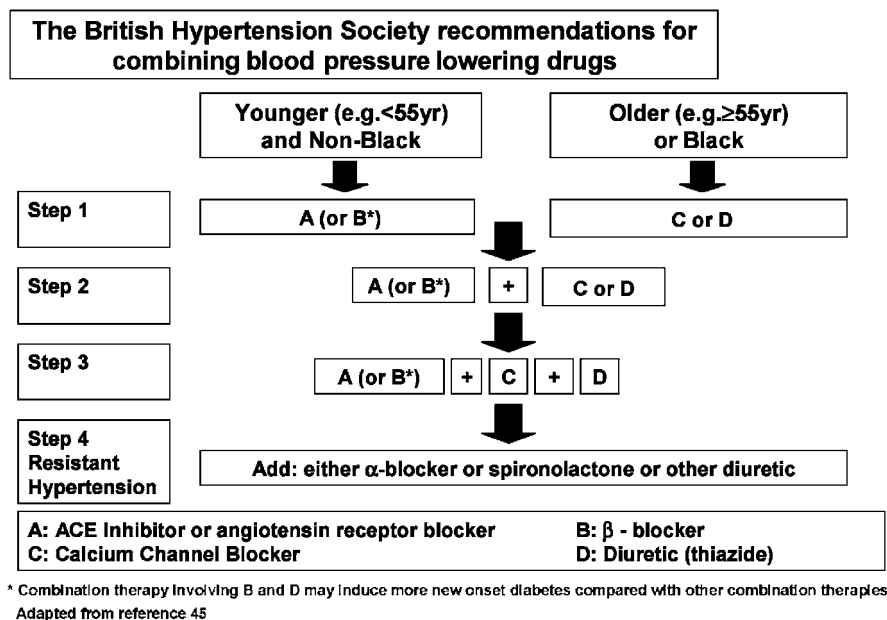 The British Hypertension Society recommendations for
combining blood pressure lowering drugs
Younger (e.g.<55yr)
and Non-Black
Older (e.g.≥55yr)
or Black
Step 1
A (or B*)
C or D
Step 2
A (or B*)
+
C or D
Step 3
A (or B*)
+
C
+
D
Step 4
Resistant
Hypertension
Add: either α-blocker or spironolactone or other diuretic
A: ACE Inhibitor or angiotensin receptor blocker
B: β - blocker
C: Calcium Channel Blocker
D: Diuretic (thiazide)
* Combination therapy involving B and D may induce more new onset diabetes compared with other combination therapies
Adapted from reference 45